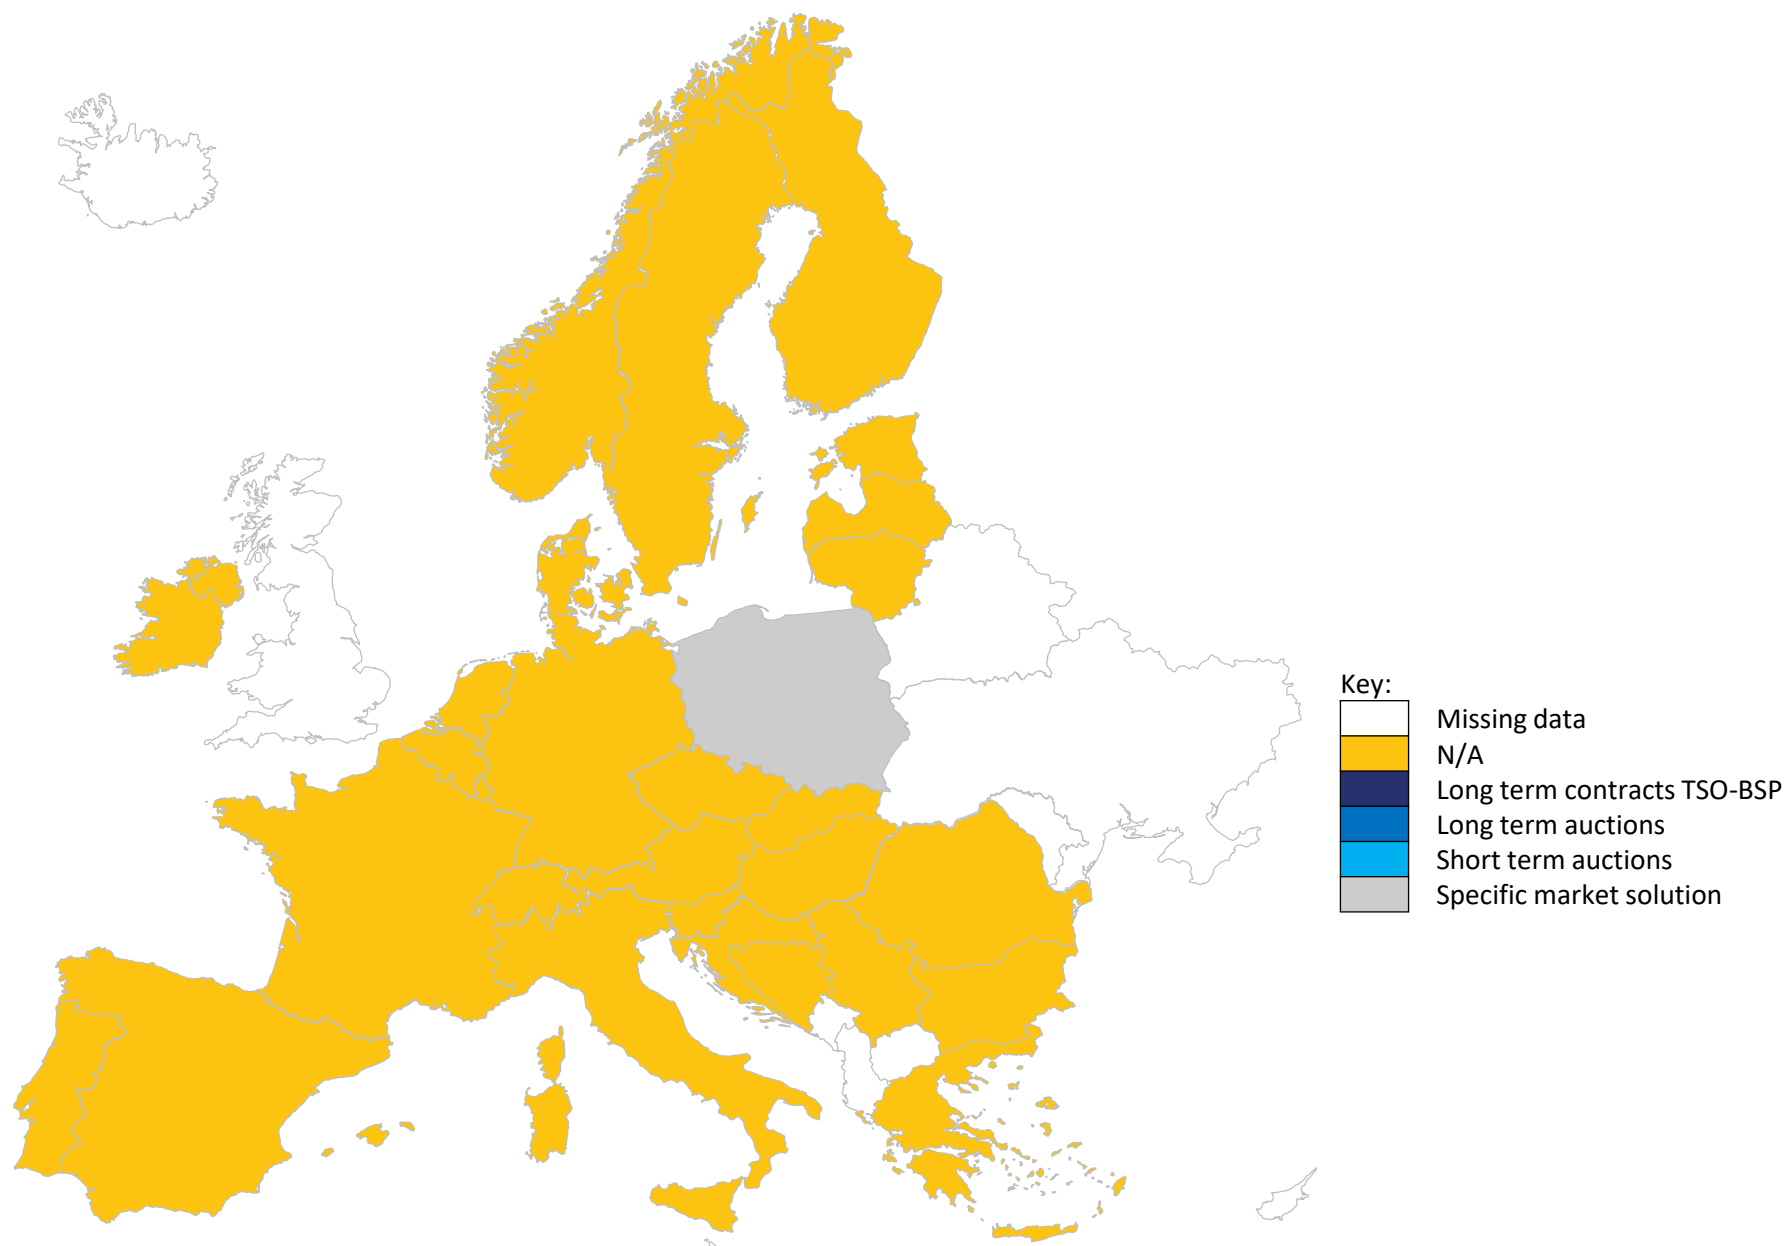 Key:
Missing data
N/A
Long term contracts TSO-BSP
Long term auctions
Short term auctions
Specific market solution